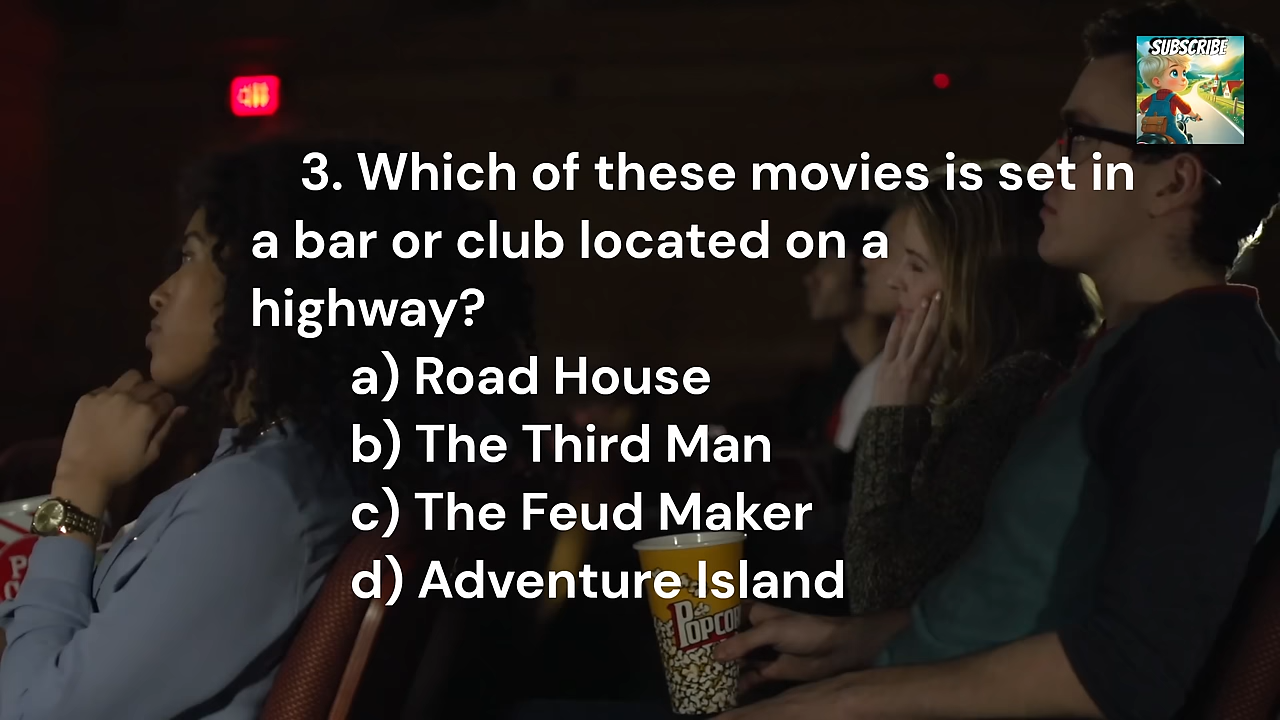 SUBSCRIBE
3. Which of these movies is set in
a bar or club located on a
highway?
a) Road House
b) The Third Man
c) The Feud Maker
d) Adventure Island
POPCO